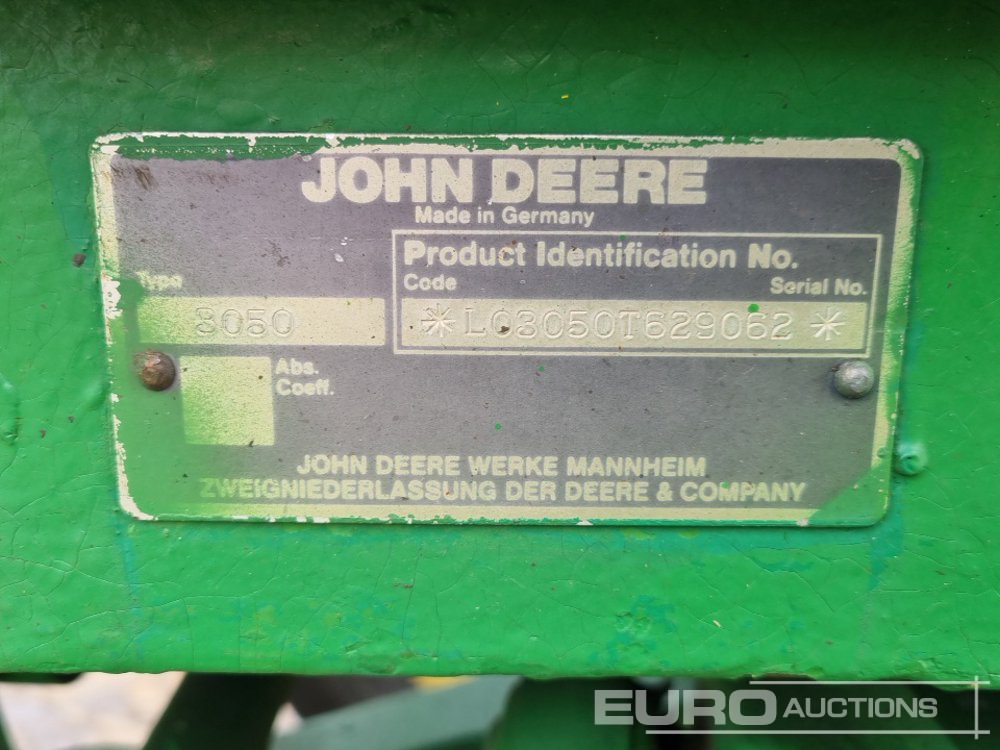 JOHN DEERE
Made in Germany
Product Identification No.
Type
Code
Serial No.
3050
*LO3050T629062*
Abs.
Coeff.
JOHN DEERE WERKE MANNHEIM
ZWEIGNIEDERLASSUNG DER DEERE & COMPANY
EURO AUCTIONS